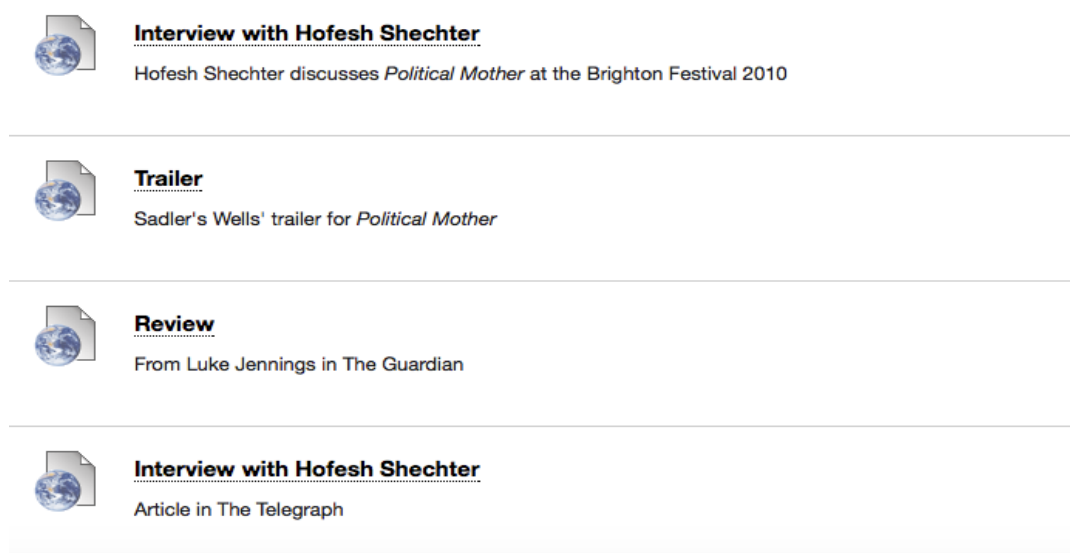 Interview with Hofesh Shechter
Hofesh Shechter discusses Political Mother at the Brighton Festival 2010
Trailer
Sadler's Wells' trailer for Political Mother
Review
From Luke Jennings in The Guardian
Interview with Hofesh Shechter
Article in The Telegraph